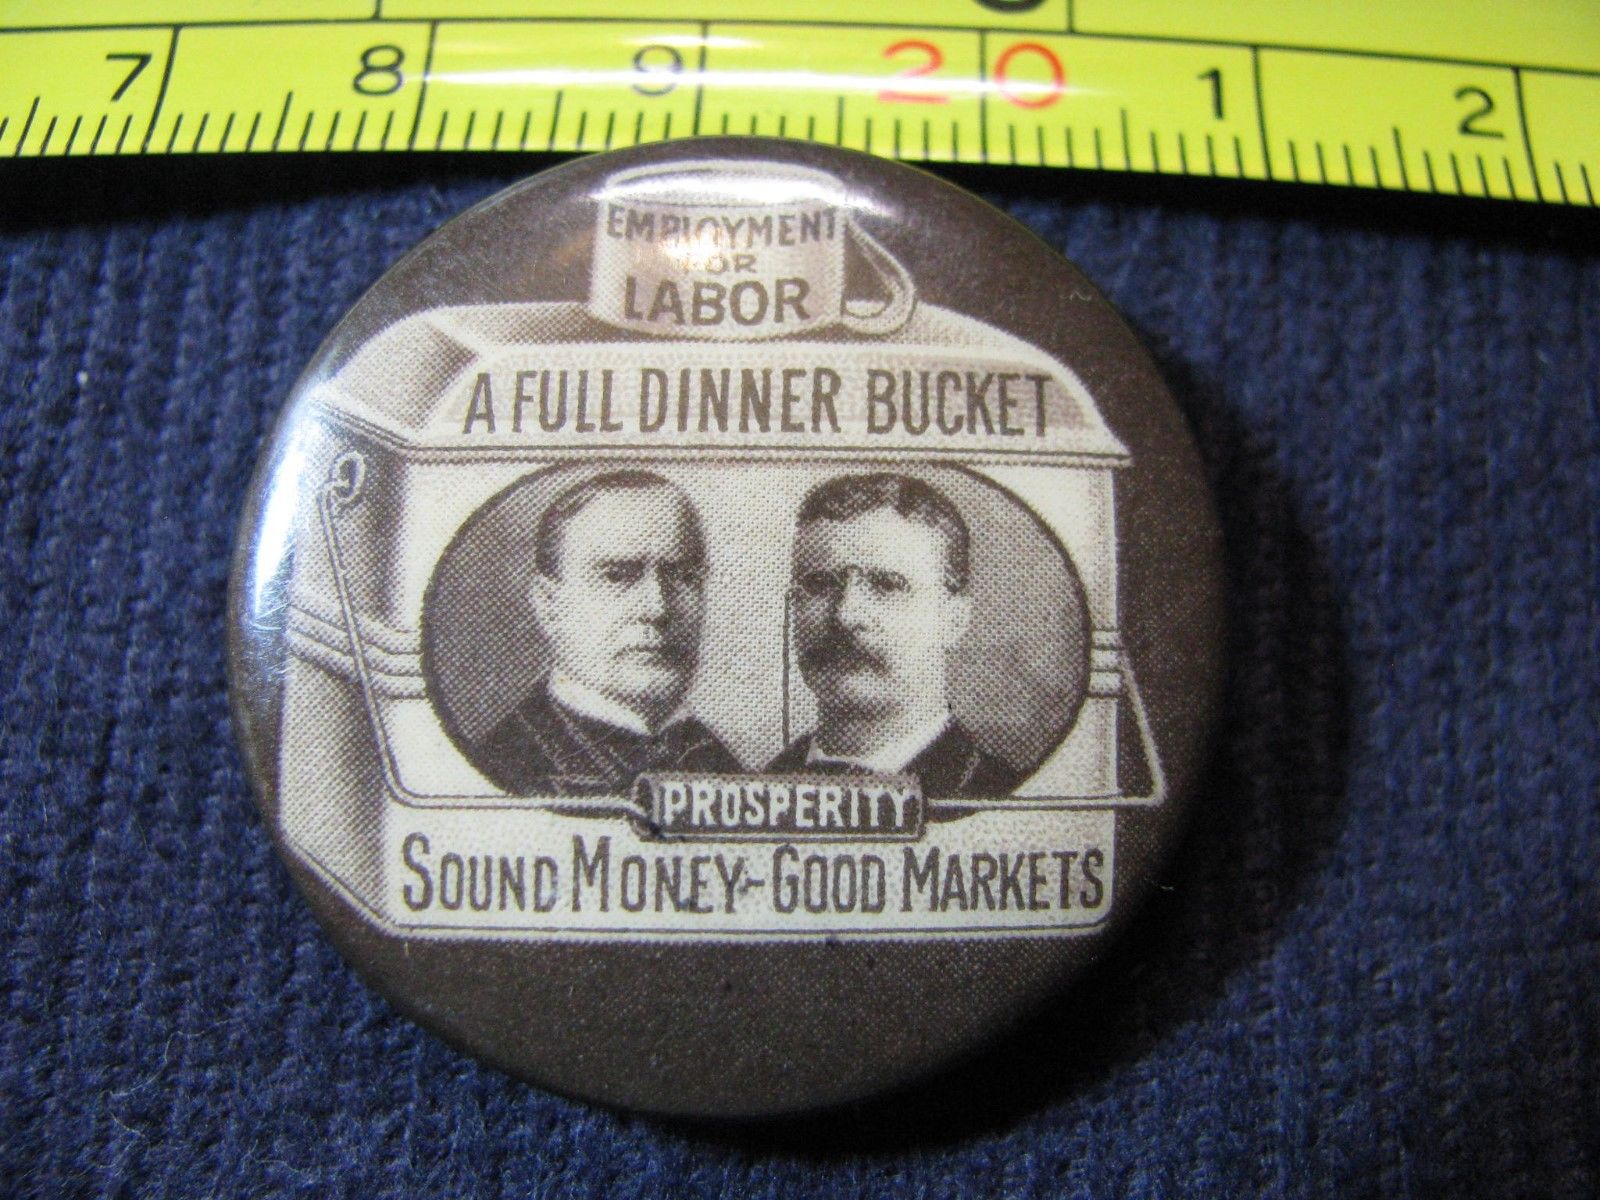 7 8 9 20 1 2
EMPLOYMENT
FOR
LABOR
A FULL DINNER BUCKET
PROSPERITY
SOUND MONEY-GOOD MARKETS